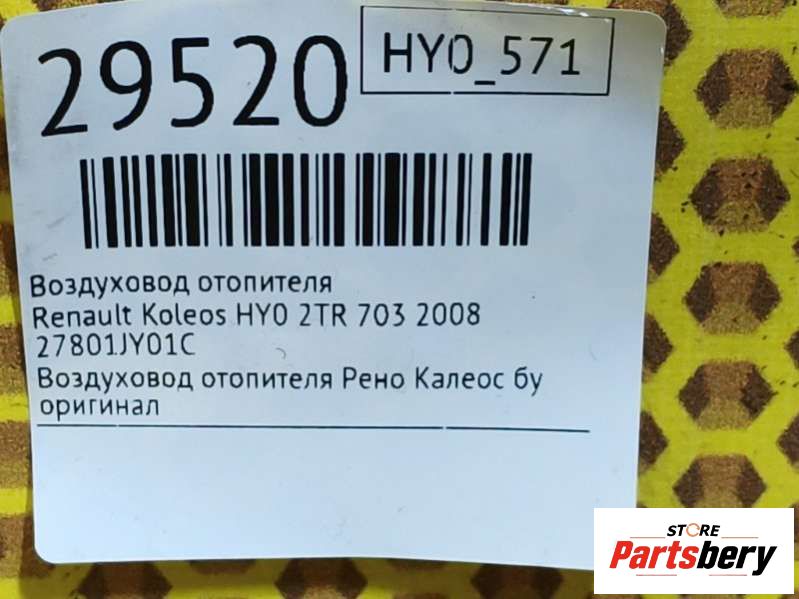 29520
HY0_571
Воздуховод отопителя
Renault Koleos HY0 2TR 703 2008
27801JY01C
Воздуховод отопителя Рено Калеос бу
оригинал
STORE
Partsbery